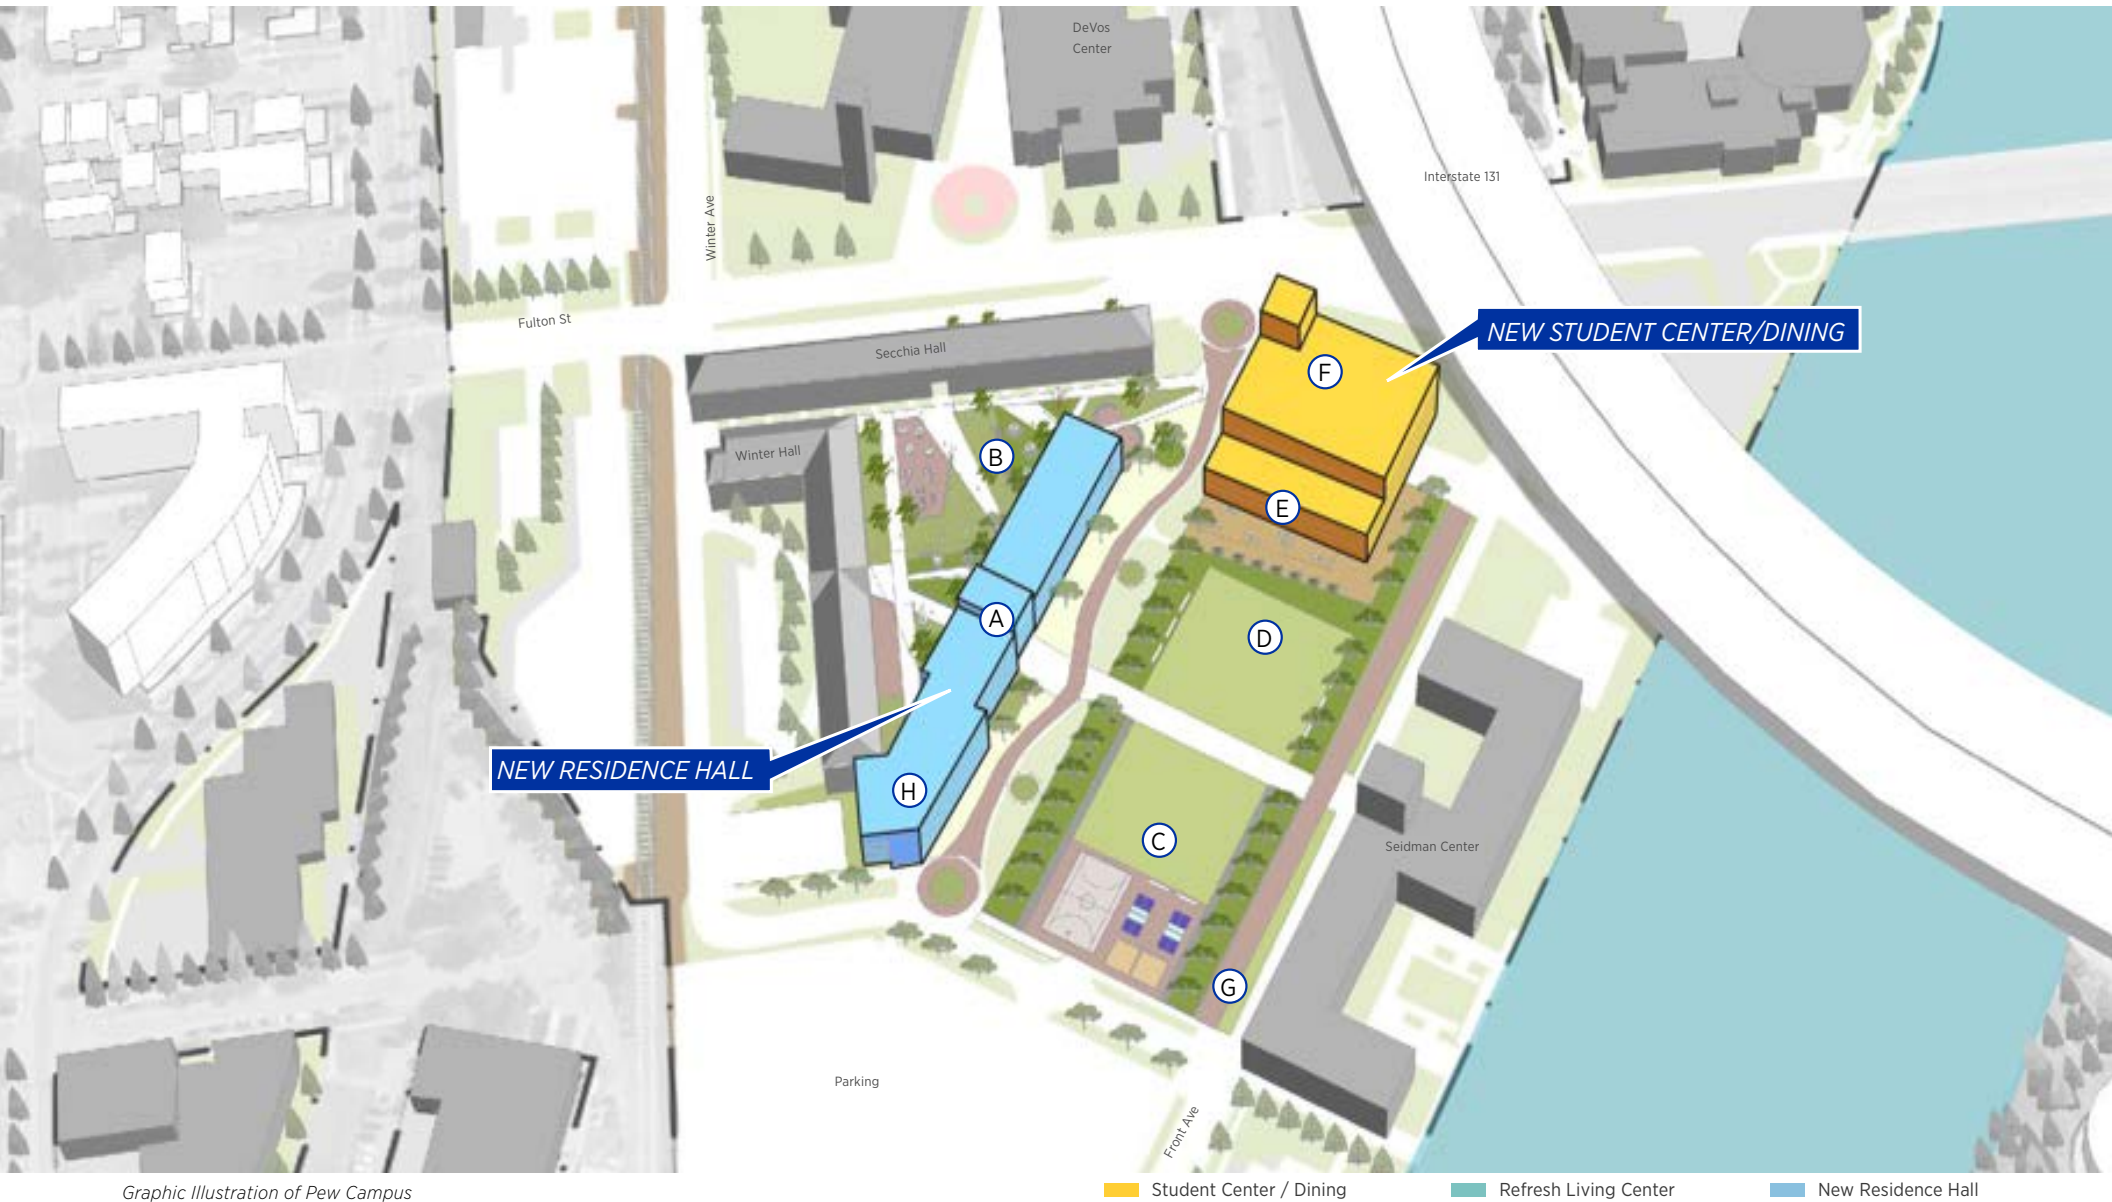 DeVos
Center
Interstate 131
Winter Ave
Fulton St
NEW STUDENT CENTER/DINING
Secchia Hall
F
Winter Hall
B
E
A
D
NEW RESIDENCE HALL
H
C
Seidman Center
G
Parking
Front Ave
Graphic Illustration of Pew Campus
Student Center / Dining
Refresh Living Center
New Residence Hall